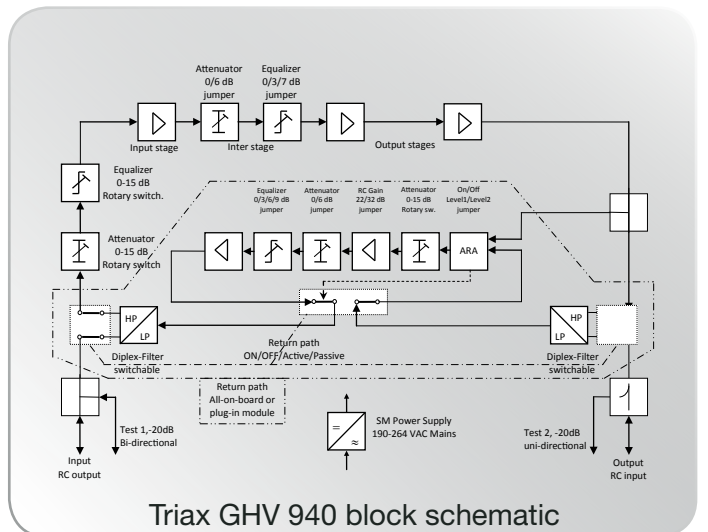 Attenuator
0/6 dB
jumper
Equalizer
0/3/7 dB
jumper
Input stage
Inter stage
Output stages
Equalizer
0-15 dB
Rotary switch.
Attenuator
0-15 dB
Rotary switch
Equalizer
0/3/6/9 dB
jumper
Attenuator
0/6 dB
jumper
RC Gain
22/32 dB
jumper
Attenuator
0-15 dB
Rotary sw.
On/Off
Level1/Level2
jumper
ARA
HP
LP
HP
LP
Diplex-Filter
switchable
Return path
ON/OFF/Active/Passive
Diplex-Filter
switchable
Return path
All-on-board or
plug-in module
Test 1,-20dB
Bi-directional
Input
RC output
=
≈
SM Power Supply
190-264 VAC Mains
Test 2, -20dB
uni-directional
Output
RC input
Triax GHV 940 block schematic